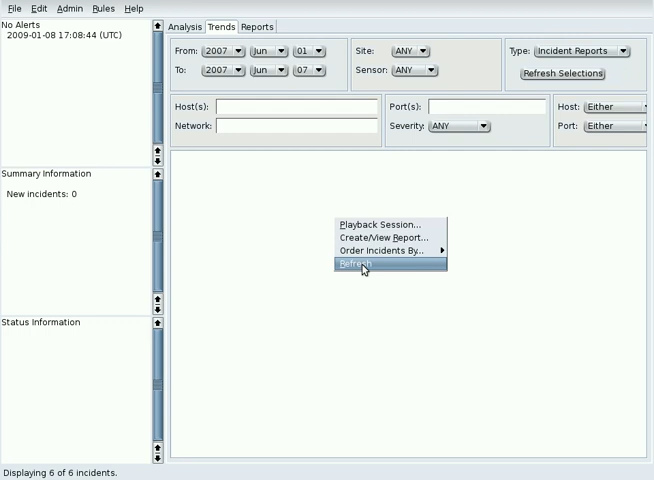 File Edit Admin Rules Help
No Alerts
2009-01-08 17:08:44 (UTC)
Summary Information
New incidents: 0
Status Information
Analysis Trends Reports
From: 2007 Jun 01
To: 2007 Jun 07
Site: ANY
Sensor: ANY
Type: Incident Reports
Refresh Selections
Host(s):
Network:
Port(s):
Severity: ANY
Host: Either
Port: Either
Playback Session...
Create/View Report...
Order Incidents By...
Refresh
Displaying 6 of 6 incidents.